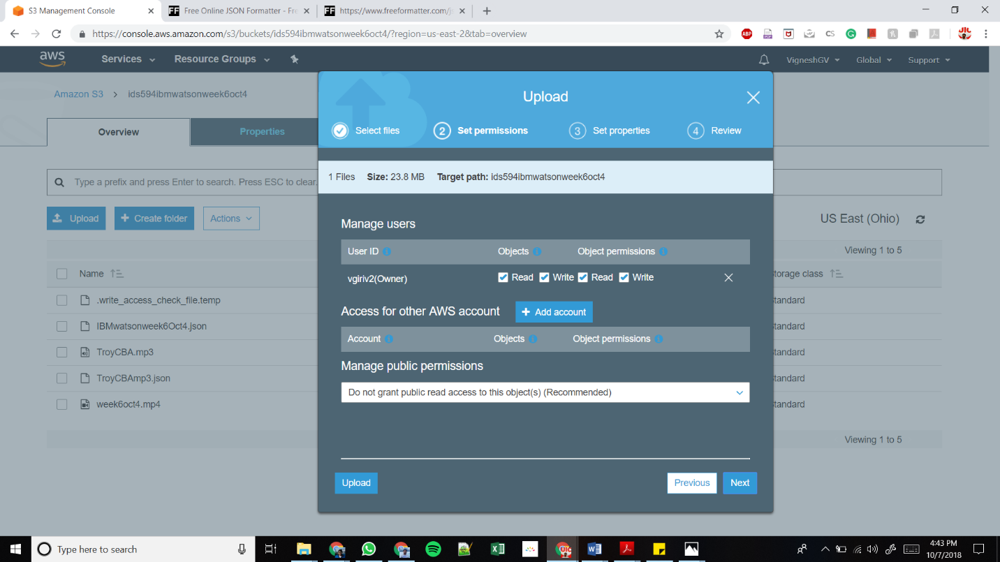 S3 Management Console
Free Online JSON Formatter - Fre
https://www.freeformatter.com/js
https://console.aws.amazon.com/s3/buckets/ids594ibmwatsonweek6oct4/?region=us-east-2&tab=overview
aws Services Resource Groups VigneshGV Global Support
Amazon S3 > ids594ibmwatsonweek6oct4
Overview Properties
Type a prefix and press Enter to search. Press ESC to clear.
Upload Create folder Actions
US East (Ohio)
Viewing 1 to 5
Name torage class
.write_access_check_file.temp tandard
IBMwatsonweek6Oct4.json tandard
TroyCBA.mp3 tandard
TroyCBAmp3.json tandard
week6oct4.mp4 tandard
Viewing 1 to 5
Upload
Select files 2 Set permissions 3 Set properties 4 Review
1 Files Size: 23.8 MB Target path: ids594ibmwatsonweek6oct4
Manage users
User ID Objects Object permissions
vgiriv2(Owner) Read Write Read Write
Access for other AWS account + Add account
Account Objects Object permissions
Manage public permissions
Do not grant public read access to this object(s) (Recommended)
Upload Previous Next
Type here to search
4:43 PM
10/7/2018